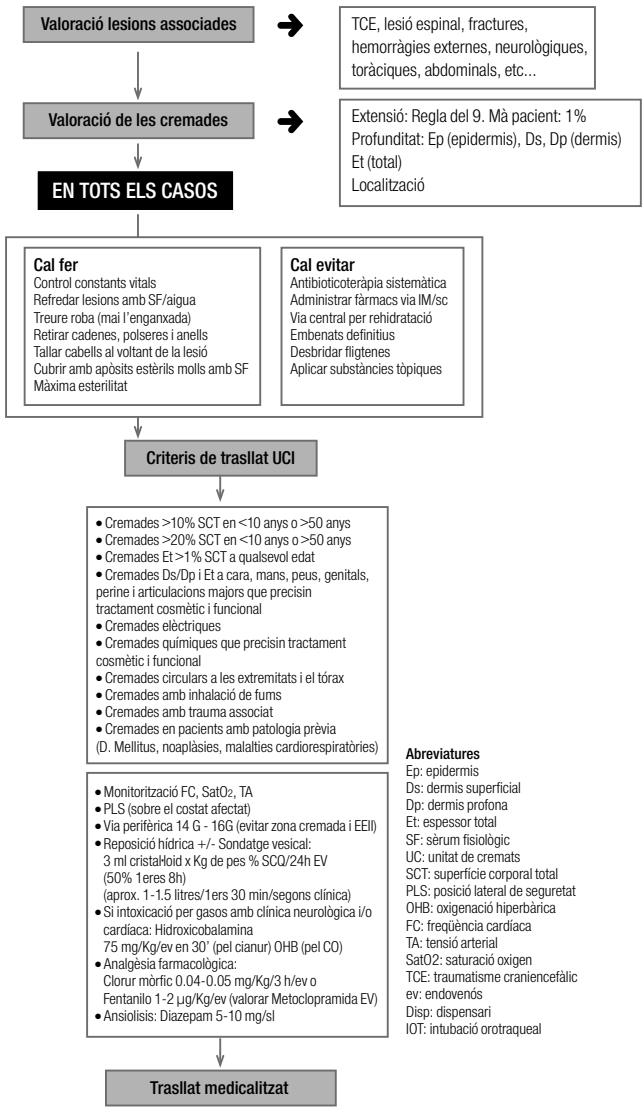 Valoració lesions associades
TCE, lesió espinal, fractures,
hemorràgies externes, neurològiques,
toràciques, abdominals, etc...
Valoració de les cremades
Extensió: Regla del 9. Mà pacient: 1%
Profunditat: Ep (epidermis), Ds, Dp (dermis)
Et (total)
Localització
EN TOTS ELS CASOS
Cal fer
Control constants vitals
Refredar lesions amb SF/aigua
Treure roba (mai l'enganxada)
Retirar cadenes, polseres i anells
Tallar cabells al voltant de la lesió
Cubrir amb apòsits estèrils molls amb SF
Màxima esterilitat
Cal evitar
Antibioticoteràpia sistemàtica
Administrar fàrmacs via IM/sc
Via central per rehidratació
Embenats definitius
Desbridar fligtenes
Aplicar substàncies tòpiques
Criteris de trasllat UCI
• Cremades >10% SCT en <10 anys o >50 anys
• Cremades >20% SCT en <10 anys o >50 anys
• Cremades Et >1% SCT a qualsevol edat
• Cremades Ds/Dp i Et a cara, mans, peus, genitals,
perine i articulacions majors que precisin
tractament cosmètic i funcional
• Cremades elèctriques
• Cremades químiques que precisin tractament
cosmètic i funcional
• Cremades circulars a les extremitats i el tórax
• Cremades amb inhalació de fums
• Cremades amb trauma associat
• Cremades en pacients amb patologia prèvia
(D. Mellitus, noaplàsies, malalties cardiorespiratòries)
• Monitorització FC, SatO2, TA
• PLS (sobre el costat afectat)
• Via perifèrica 14 G - 16G (evitar zona cremada i EEII)
• Reposició hídrica +/- Sondatge vesical:
3 ml cristal·loid x Kg de pes % SCQ/24h EV
(50% 1eres 8h)
(aprox. 1-1.5 litres/1ers 30 min/segons clínica)
• Si intoxicació per gasos amb clínica neurològica i/o
cardíaca: Hidroxicobalamina
75 mg/Kg/ev en 30' (pel cianur) OHB (pel CO)
• Analgèsia farmacològica:
Clorur mòrfic 0.04-0.05 mg/Kg/3 h/ev o
Fentanilo 1-2 µg/Kg/ev (valorar Metoclopramida EV)
• Ansiolisis: Diazepam 5-10 mg/sl
Trasllat medicalitzat
Abreviatures
Ep: epidermis
Ds: dermis superficial
Dp: dermis profona
Et: espessor total
SF: sèrum fisiològic
UC: unitat de cremats
SCT: superfície corporal total
PLS: posició lateral de seguretat
OHB: oxigenació hiperbàrica
FC: freqüència cardíaca
TA: tensió arterial
SatO2: saturació oxigen
TCE: traumatisme craniencefàlic
ev: endovenós
Disp: dispensari
IOT: intubació orotraqueal